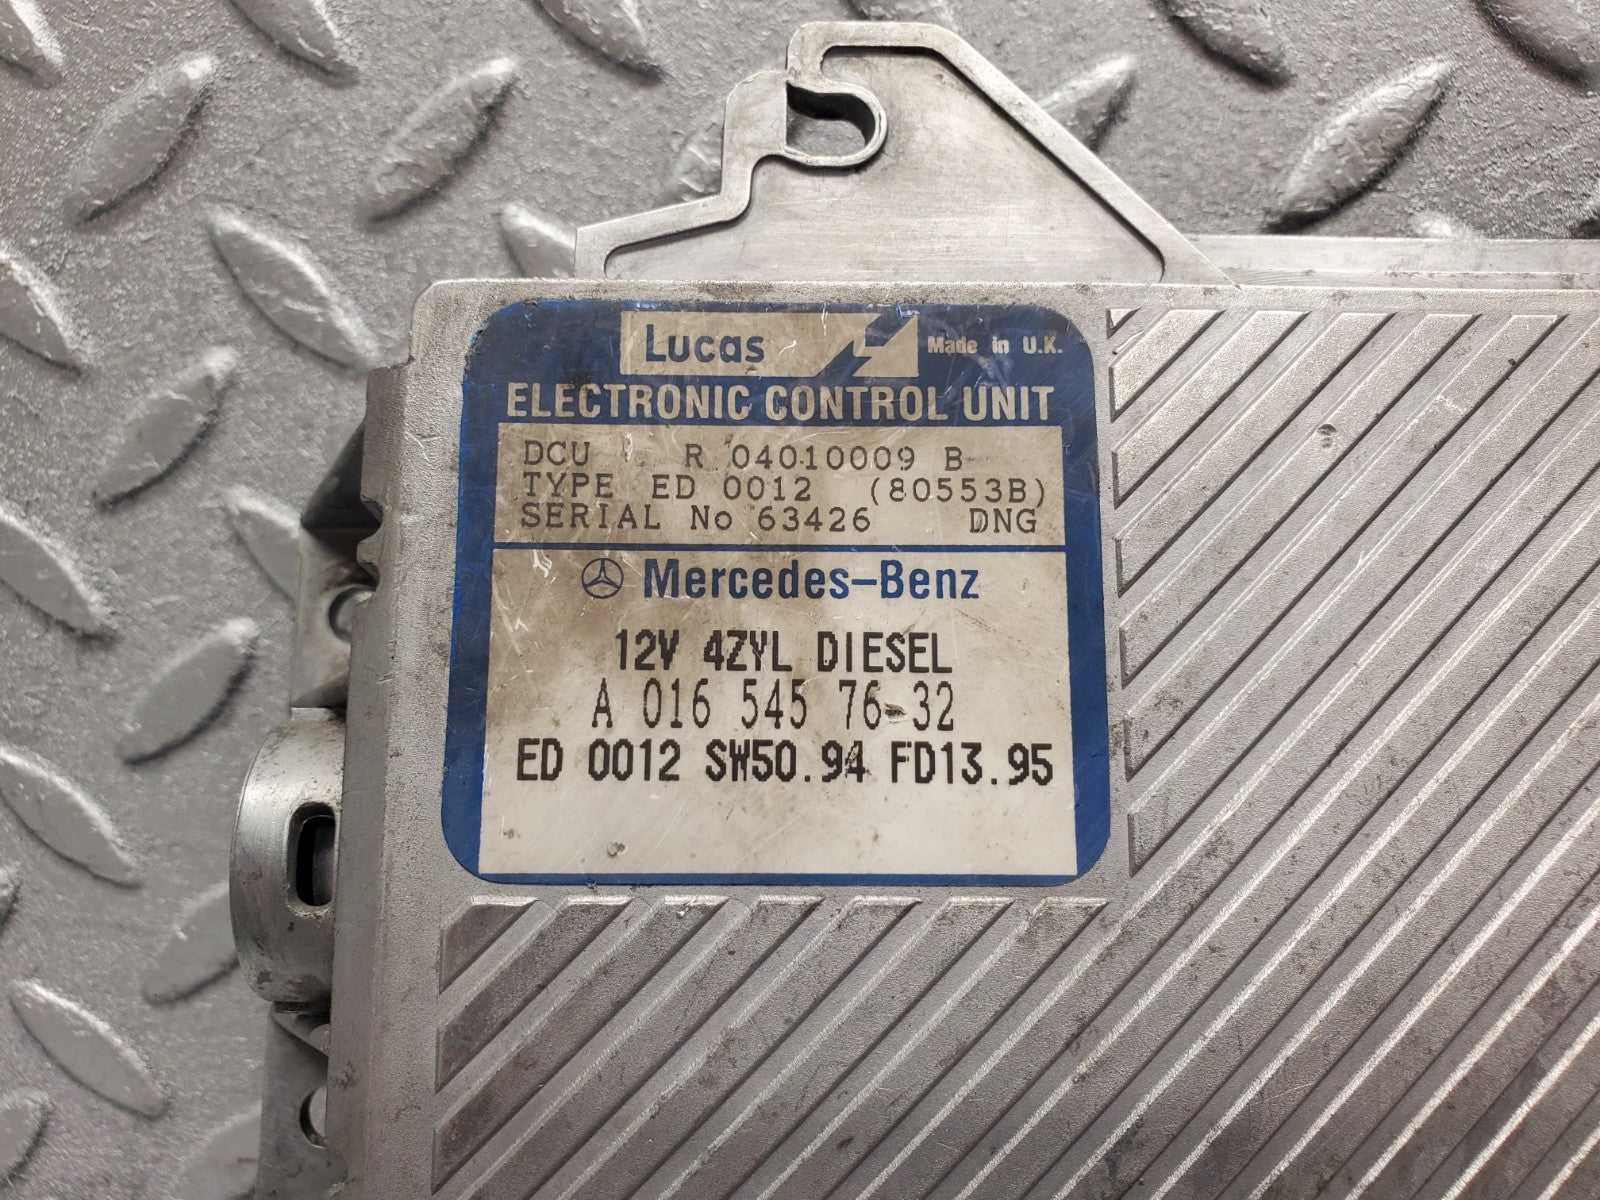 Lucas Made in U.K.
ELECTRONIC CONTROL UNIT
DCU R 04010009 B
TYPE ED 0012 (80553B)
SERIAL No 63426 DNG
Mercedes-Benz
12V 4ZYL DIESEL
A 016 545 76 32
ED 0012 SW50.94 FD13.95